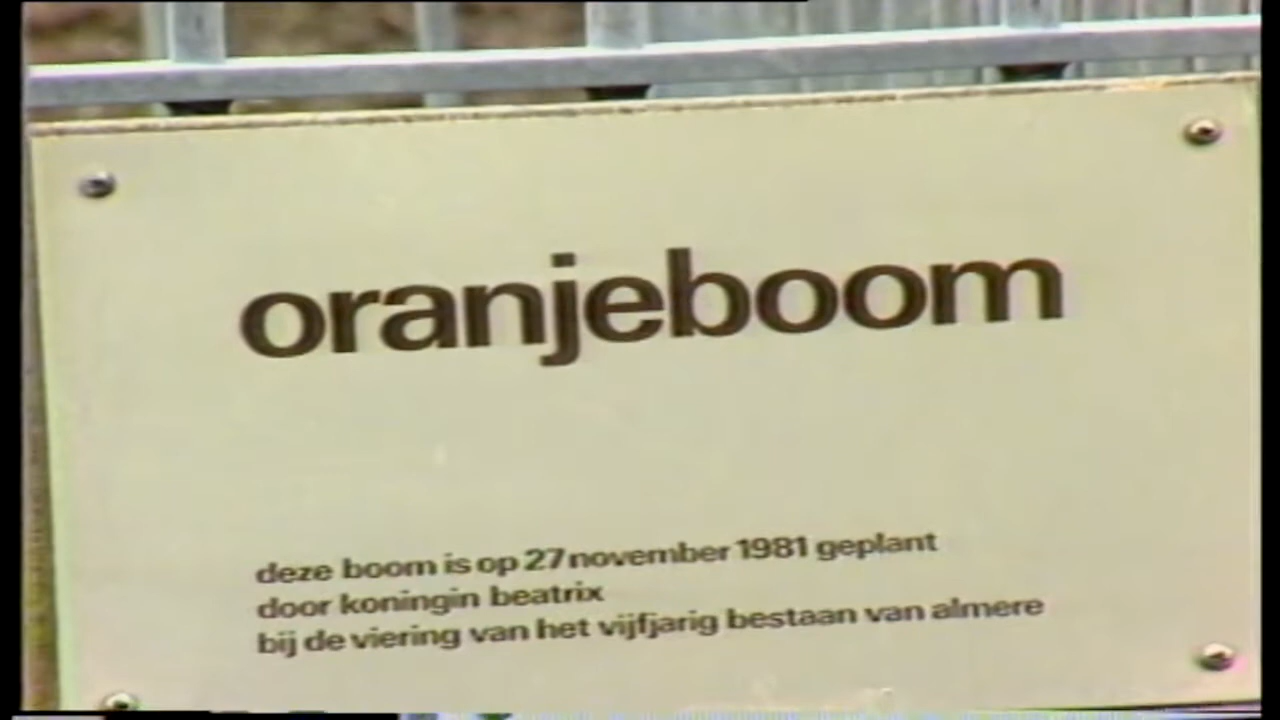 oranjeboom
deze boom is op 27 november 1981 geplant
door koningin beatrix
bij de viering van het vijfjarig bestaan van almere